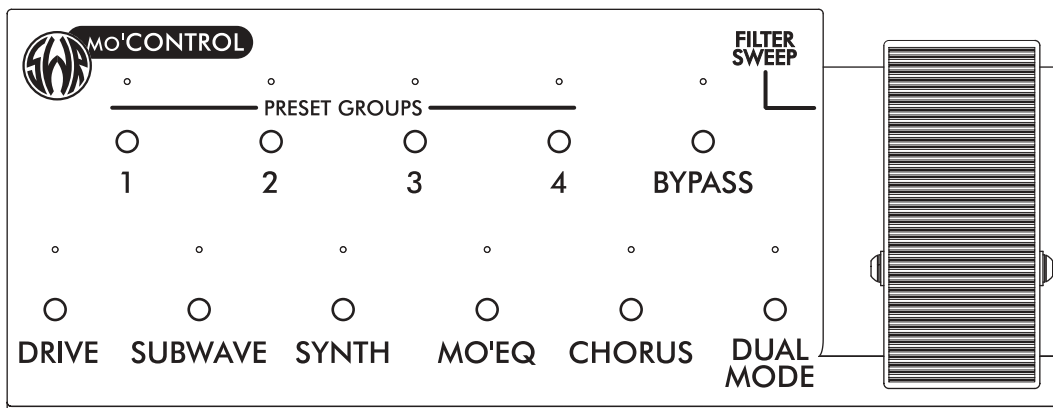 SWR MO'CONTROL
FILTER
SWEEP
PRESET GROUPS
1 2 3 4 BYPASS
DRIVE SUBWAVE SYNTH MO'EQ CHORUS DUAL
MODE